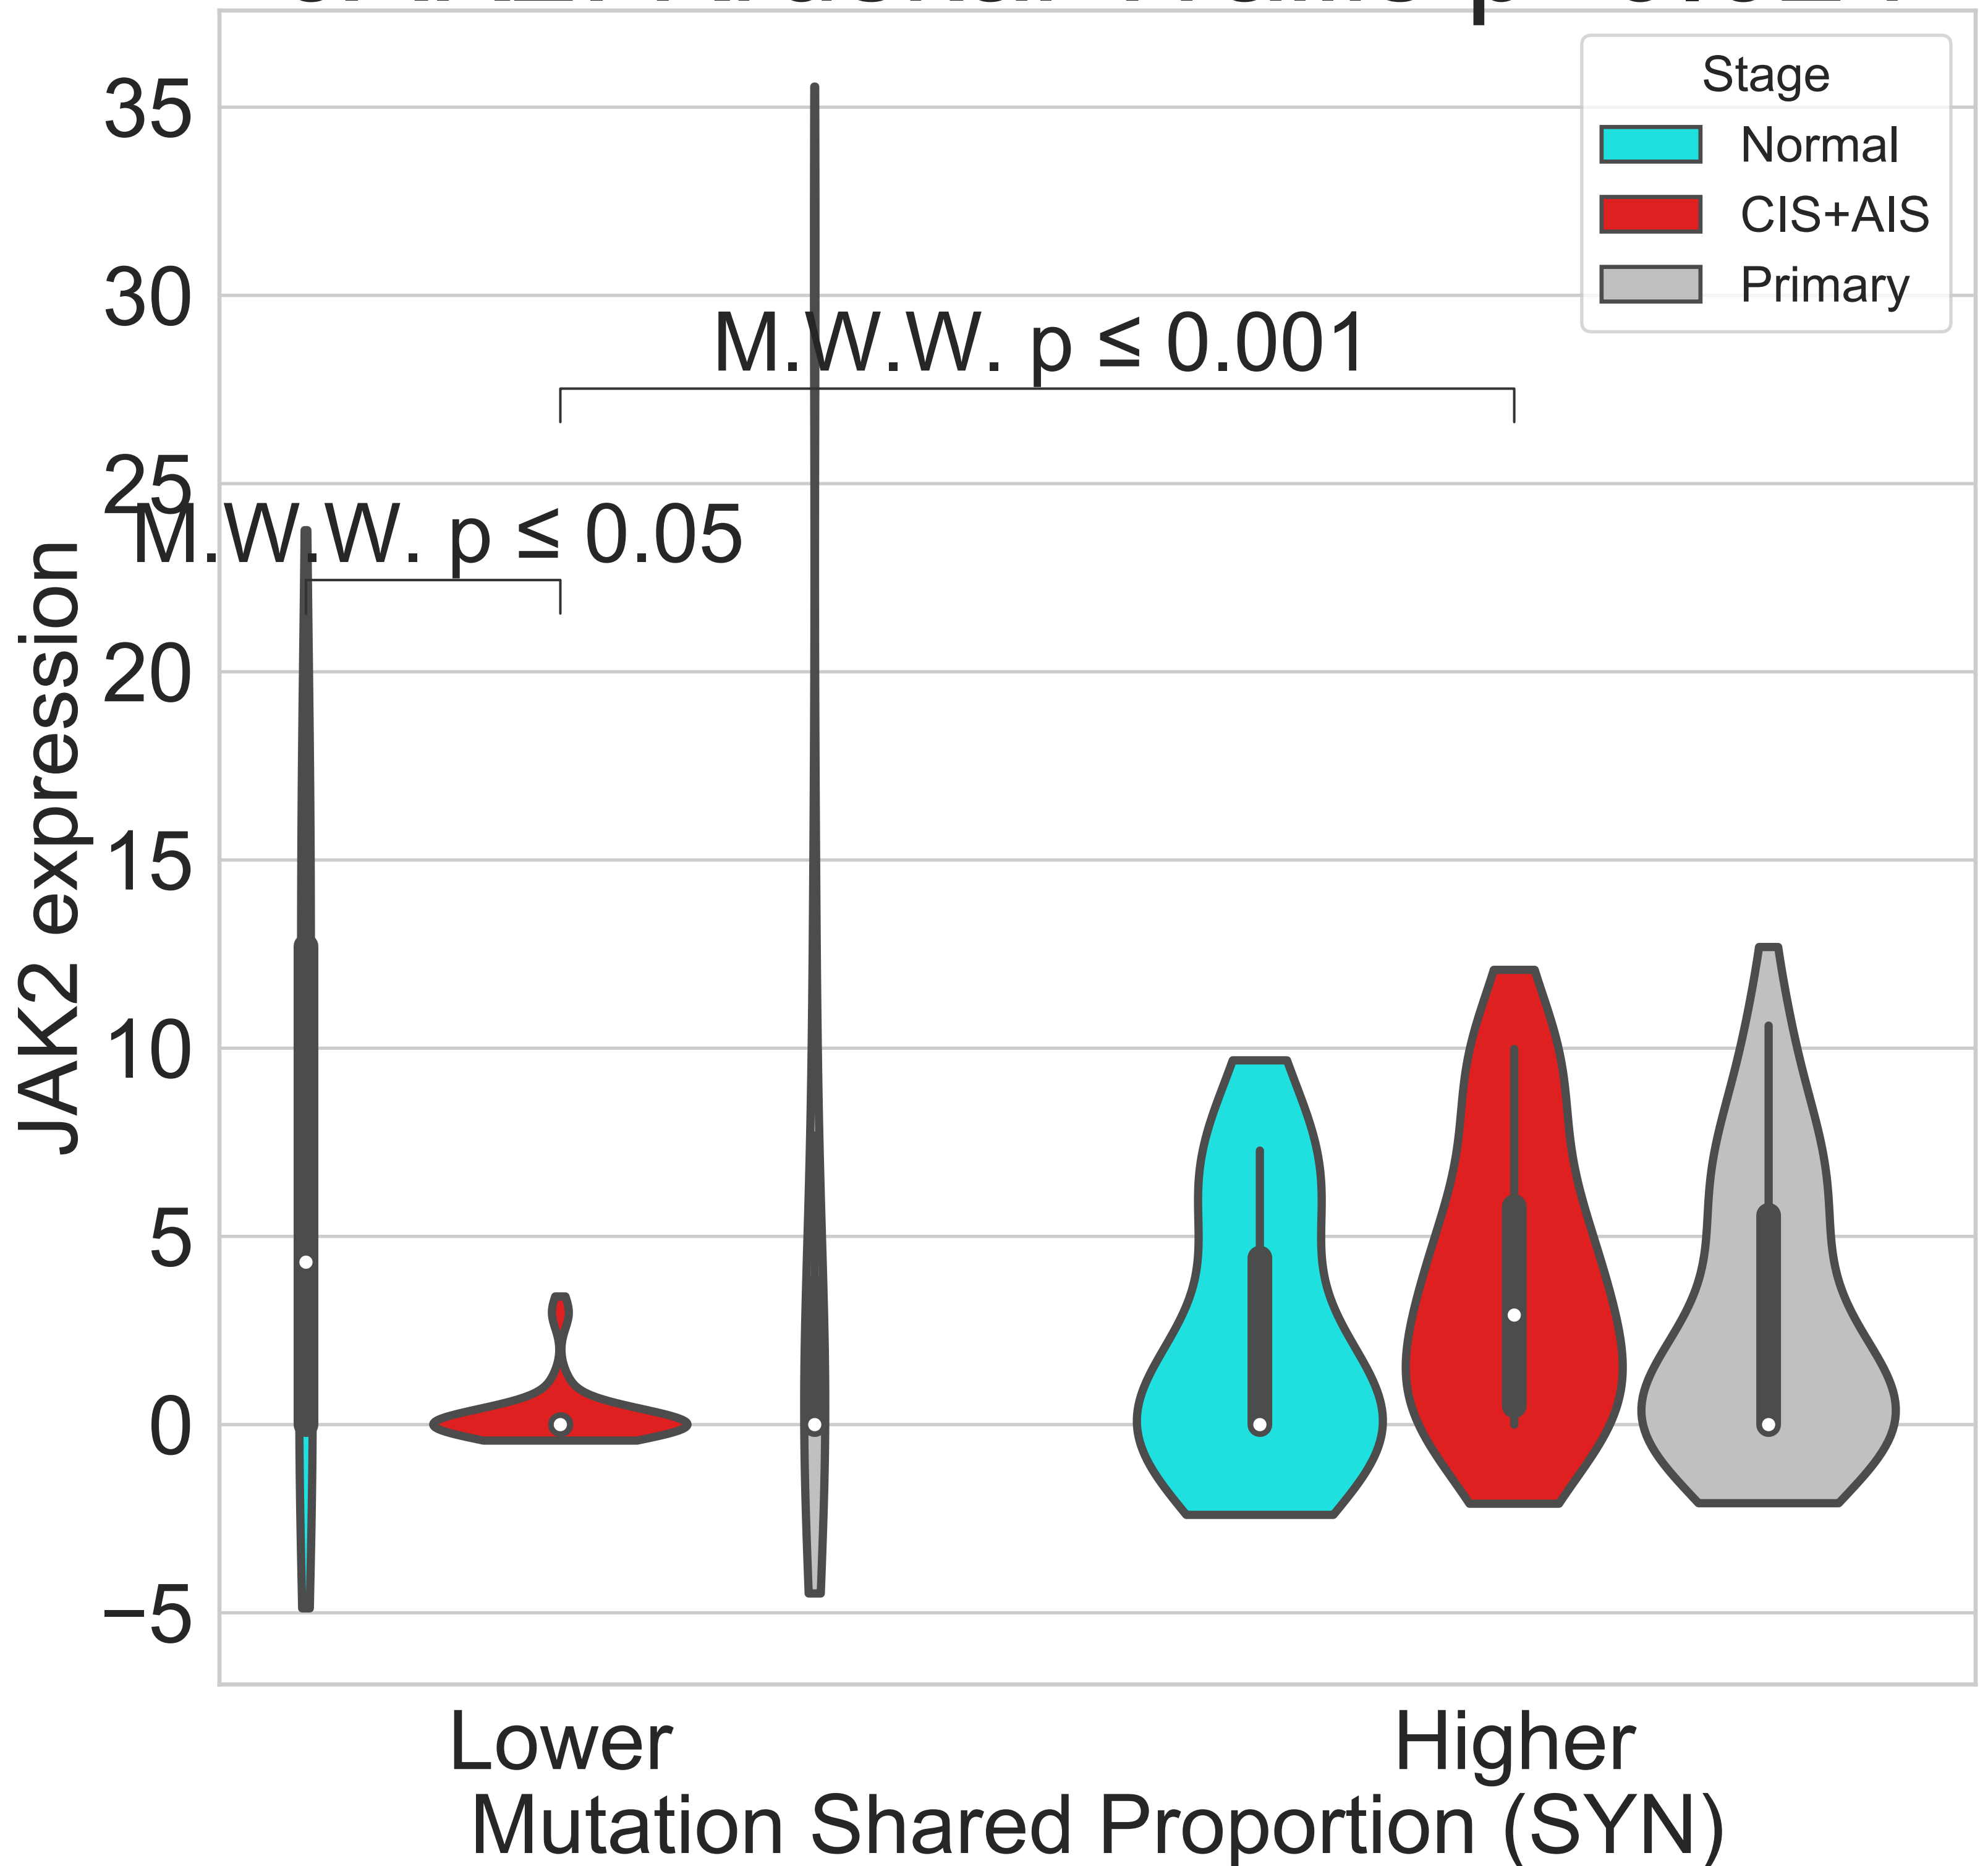 Stage
Normal
CIS+AIS
Primary
35
30
25
20
15
10
5
0
−5
M.W.W. p ≤ 0.001
M.W.W. p ≤ 0.05
JAK2 expression
Lower
Higher
Mutation Shared Proportion (SYN)